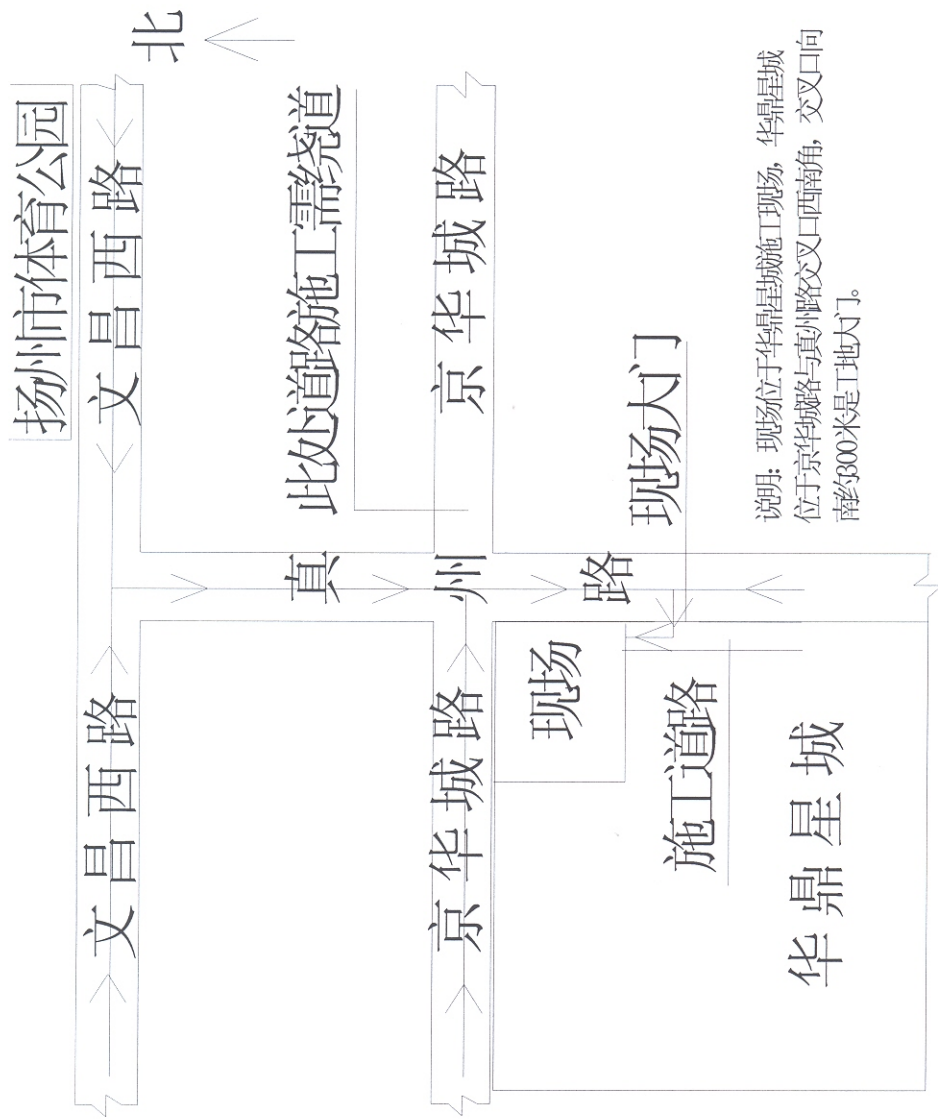 扬州市体育公园
北
文昌西路
文昌西路
此处道路施工需绕道
京华城路
京华城路
真州路
现场大门
现场
施工道路
华鼎星城
说明：现场位于华鼎星城施工现场，华鼎星城
位于京华城路与真州路交叉口西南角，交叉口向
南约300米是工地大门。